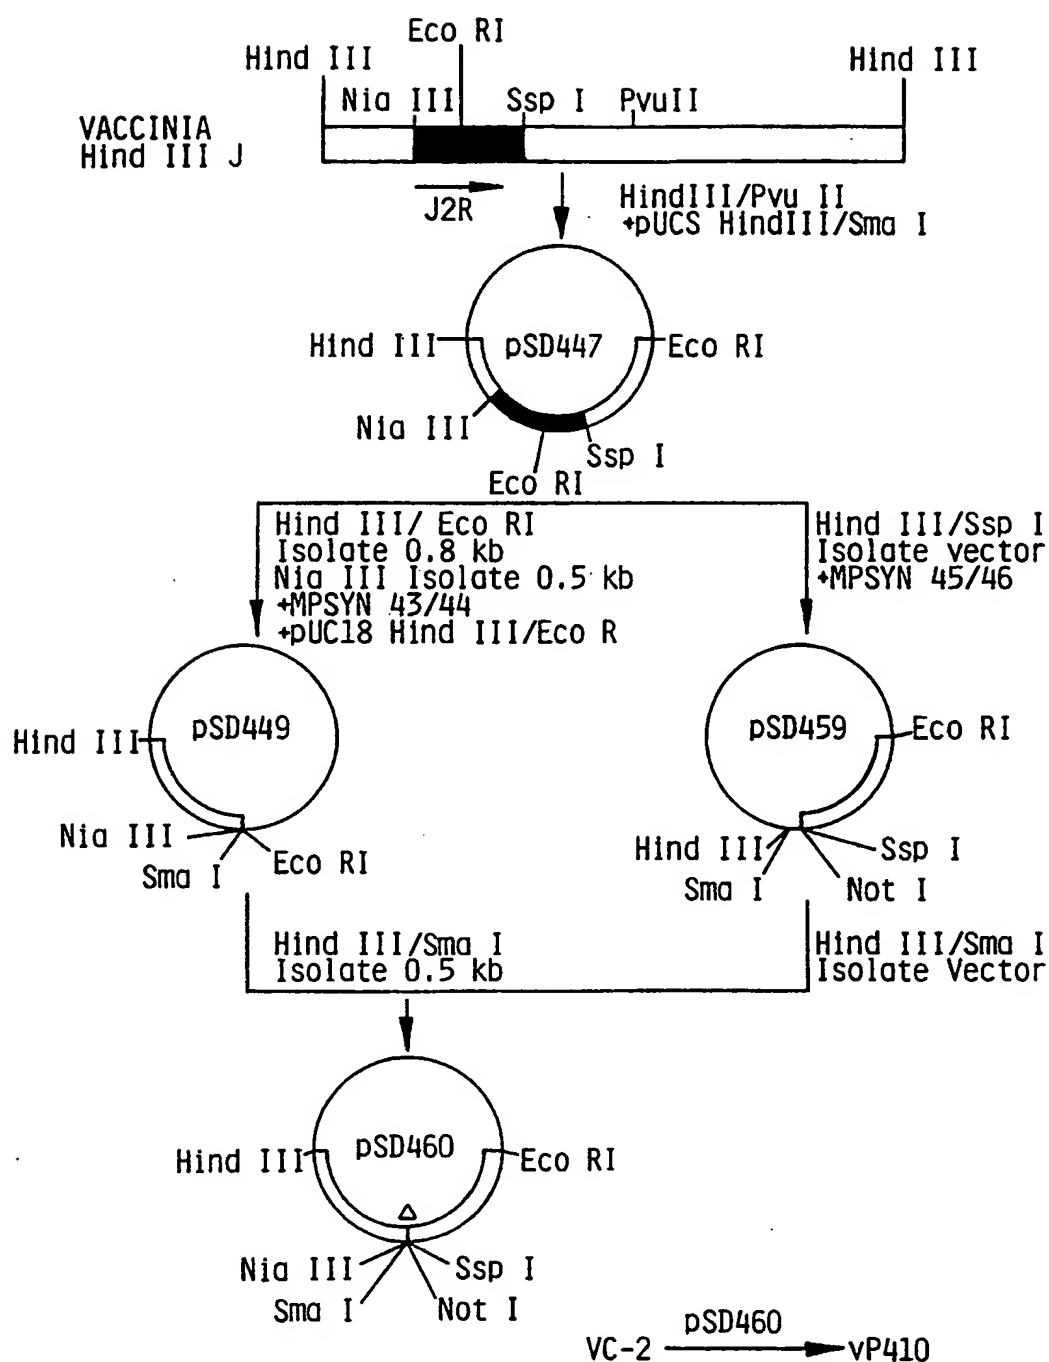 Eco RI
Hind III
Hind III
Nia III
Ssp I
PvuII
VACCINIA
Hind III J
J2R
HindIII/Pvu II
+pUCS HindIII/Sma I
Hind III
pSD447
Eco RI
Nia III
Ssp I
Eco RI
Hind III/ Eco RI
Isolate 0.8 kb
Nia III Isolate 0.5 kb
+MPSYN 43/44
+pUC18 Hind III/Eco R
Hind III/Ssp I
Isolate vector
+MPSYN 45/46
pSD449
Hind III
Nia III
Sma I
Eco RI
pSD459
Eco RI
Hind III
Ssp I
Sma I
Not I
Hind III/Sma I
Isolate 0.5 kb
Hind III/Sma I
Isolate Vector
pSD460
Hind III
Eco RI
Δ
Nia III
Ssp I
Sma I
Not I
pSD460
VC-2
vP410